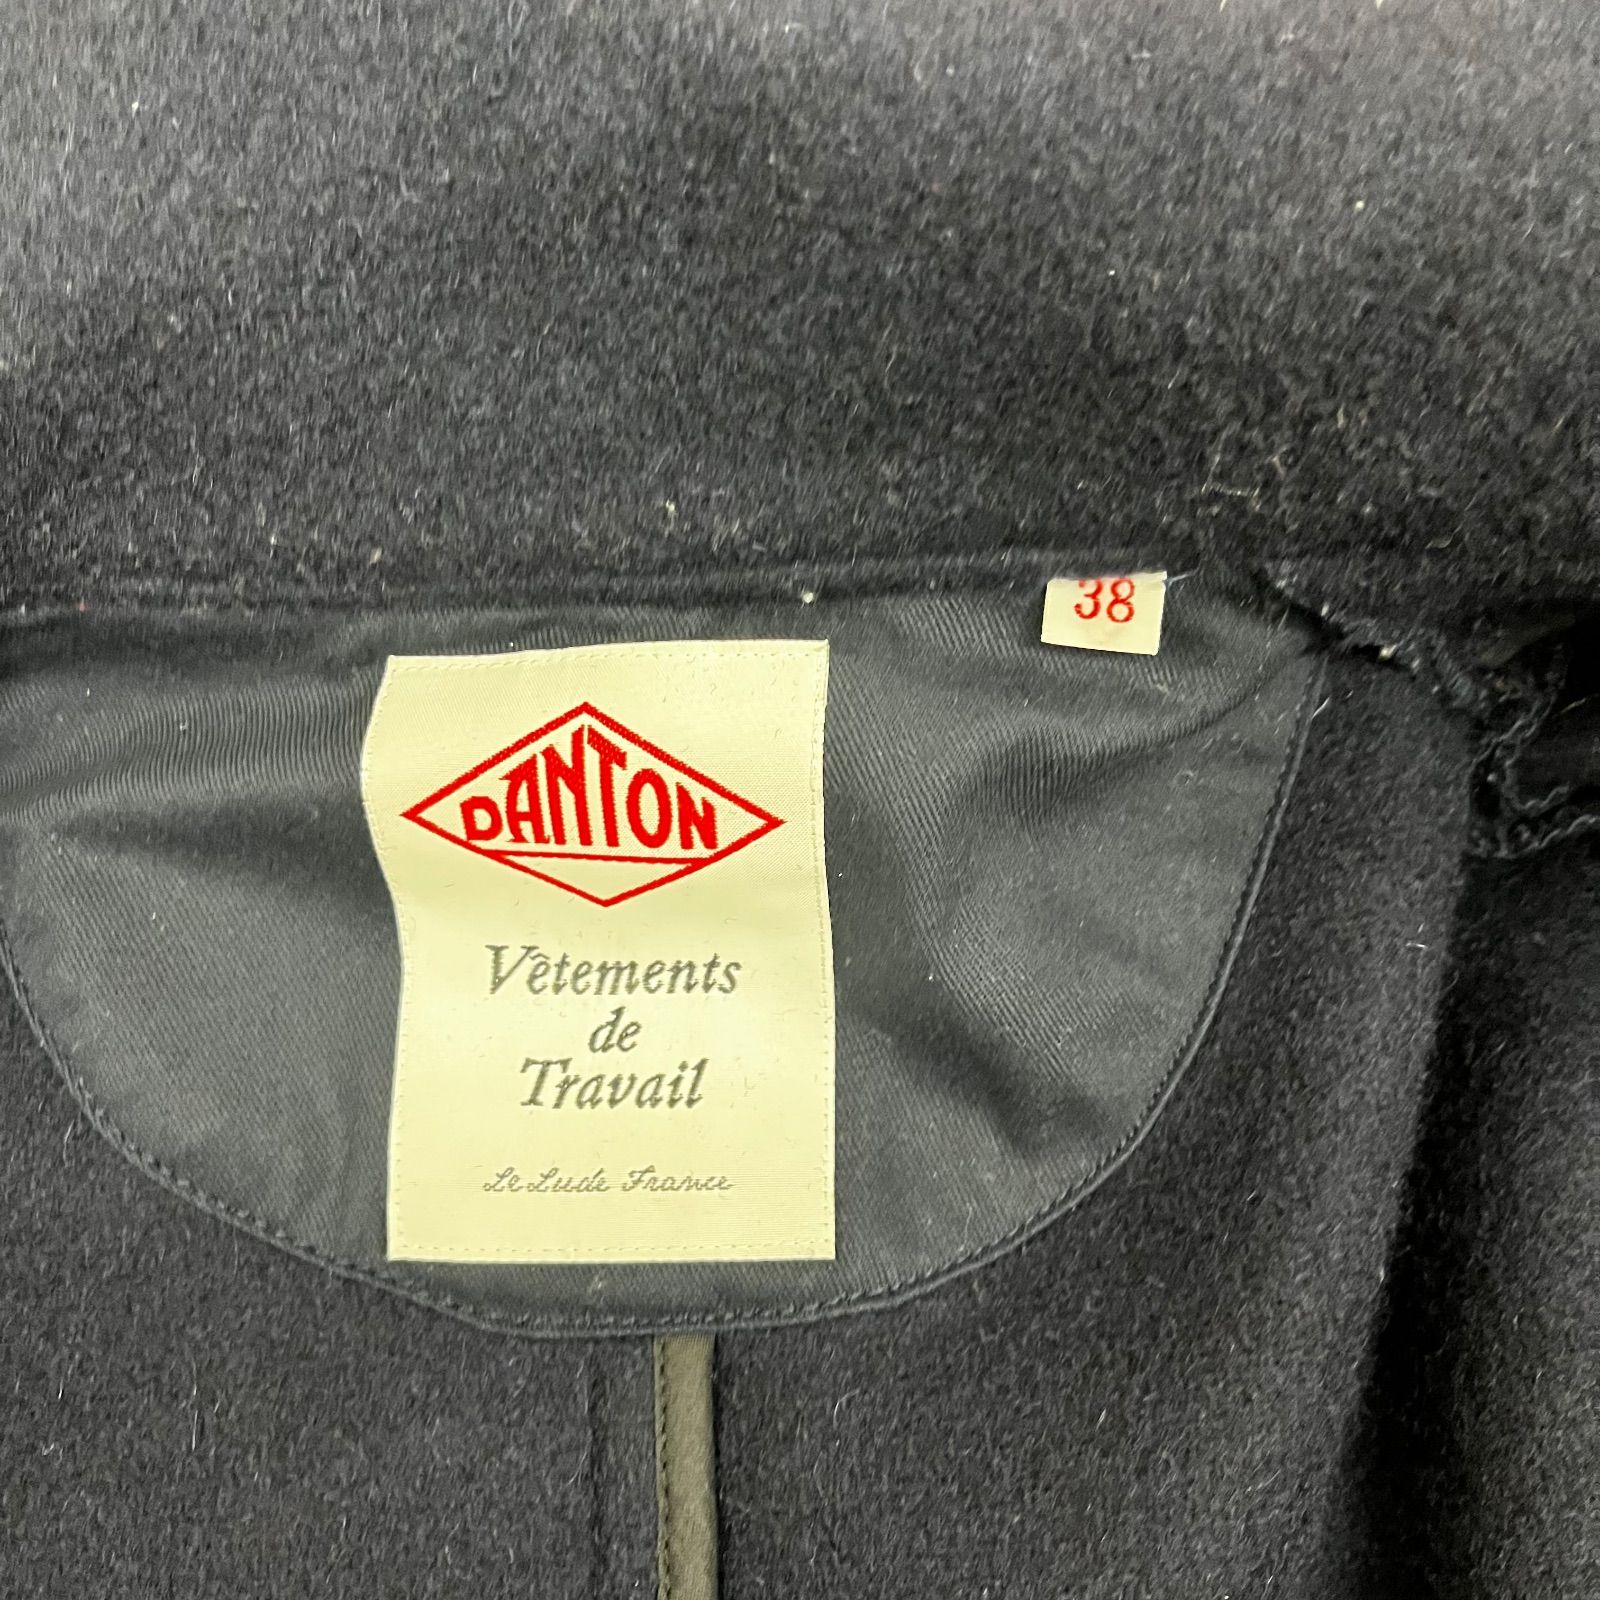 38
DANTON
Vêtements
de
Travail
Le Lude France